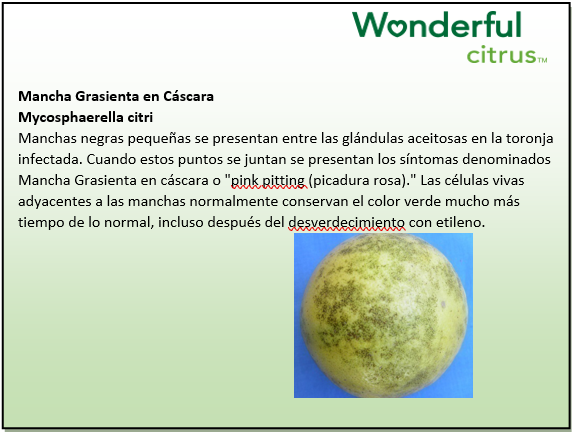 Wonderful
citrus™
Mancha Grasienta en Cáscara
Mycosphaerella citri
Manchas negras pequeñas se presentan entre las glándulas aceitosas en la toronja
infectada. Cuando estos puntos se juntan se presentan los síntomas denominados
Mancha Grasienta en cáscara o "pink pitting (picadura rosa)." Las células vivas
adyacentes a las manchas normalmente conservan el color verde mucho más
tiempo de lo normal, incluso después del desverdecimiento con etileno.